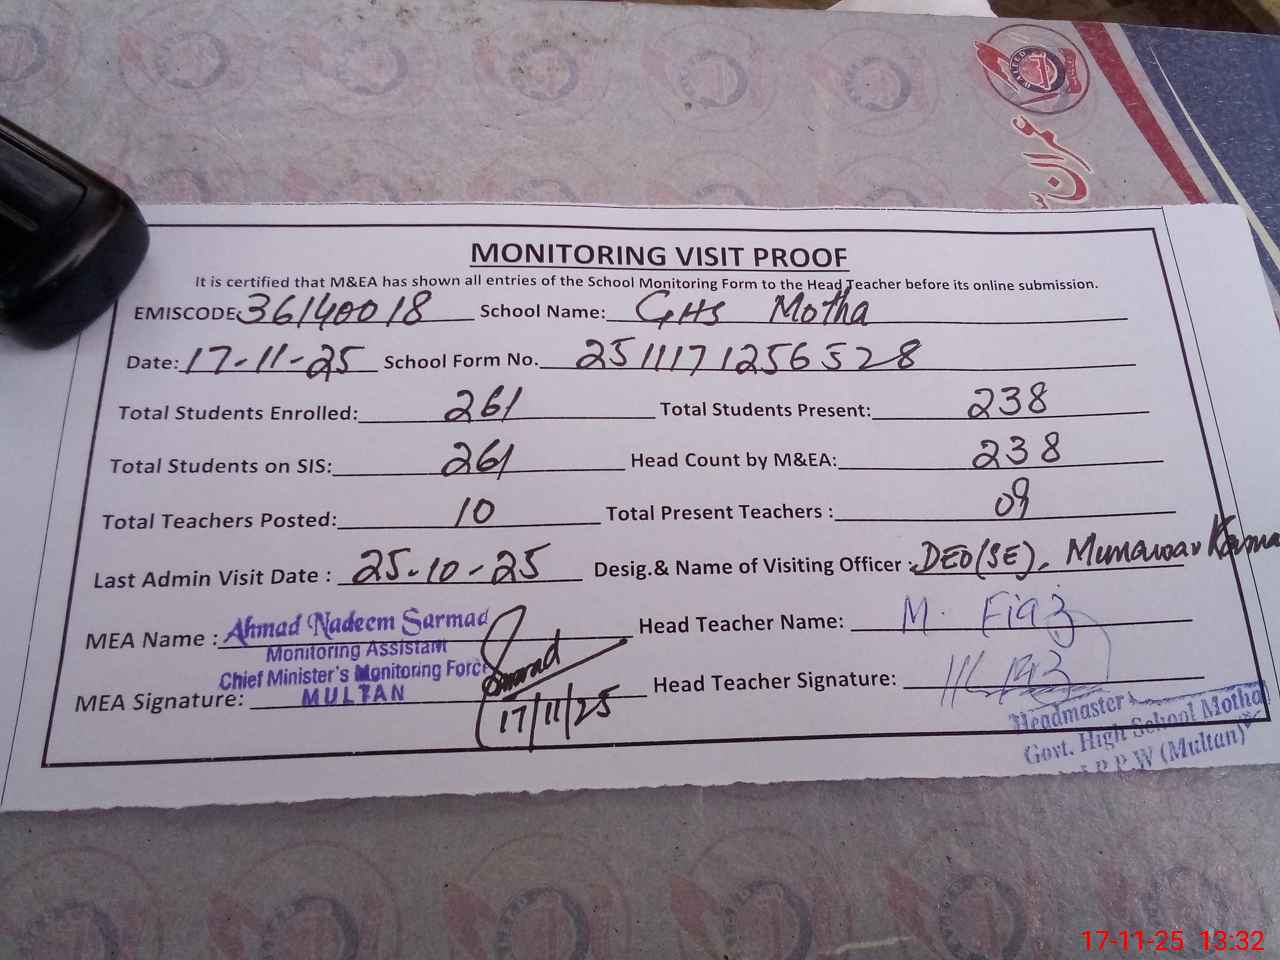 عمران
MONITORING VISIT PROOF
It is certified that M&EA has shown all entries of the School Monitoring Form to the Head Teacher before its online submission.
EMISCODE: 36140018 School Name: GHS Motha
Date: 17-11-25 School Form No. 2511171256528
Total Students Enrolled: 261 Total Students Present: 238
Total Students on SIS: 261 Head Count by M&EA: 238
Total Teachers Posted: 10 Total Present Teachers : 09
Last Admin Visit Date : 25-10-25 Desig.& Name of Visiting Officer : DEO(SE), Munawar
MEA Name : Ahmad Nadeem Sarmad Head Teacher Name: M. Fiaz
Monitoring Assistant
Chief Minister's Monitoring Force
MULTAN
MEA Signature: Sarmad 17/11/25 Head Teacher Signature:
Headmaster
Govt. High School Motha
P.P.W (Multan)
17-11-25 13:32